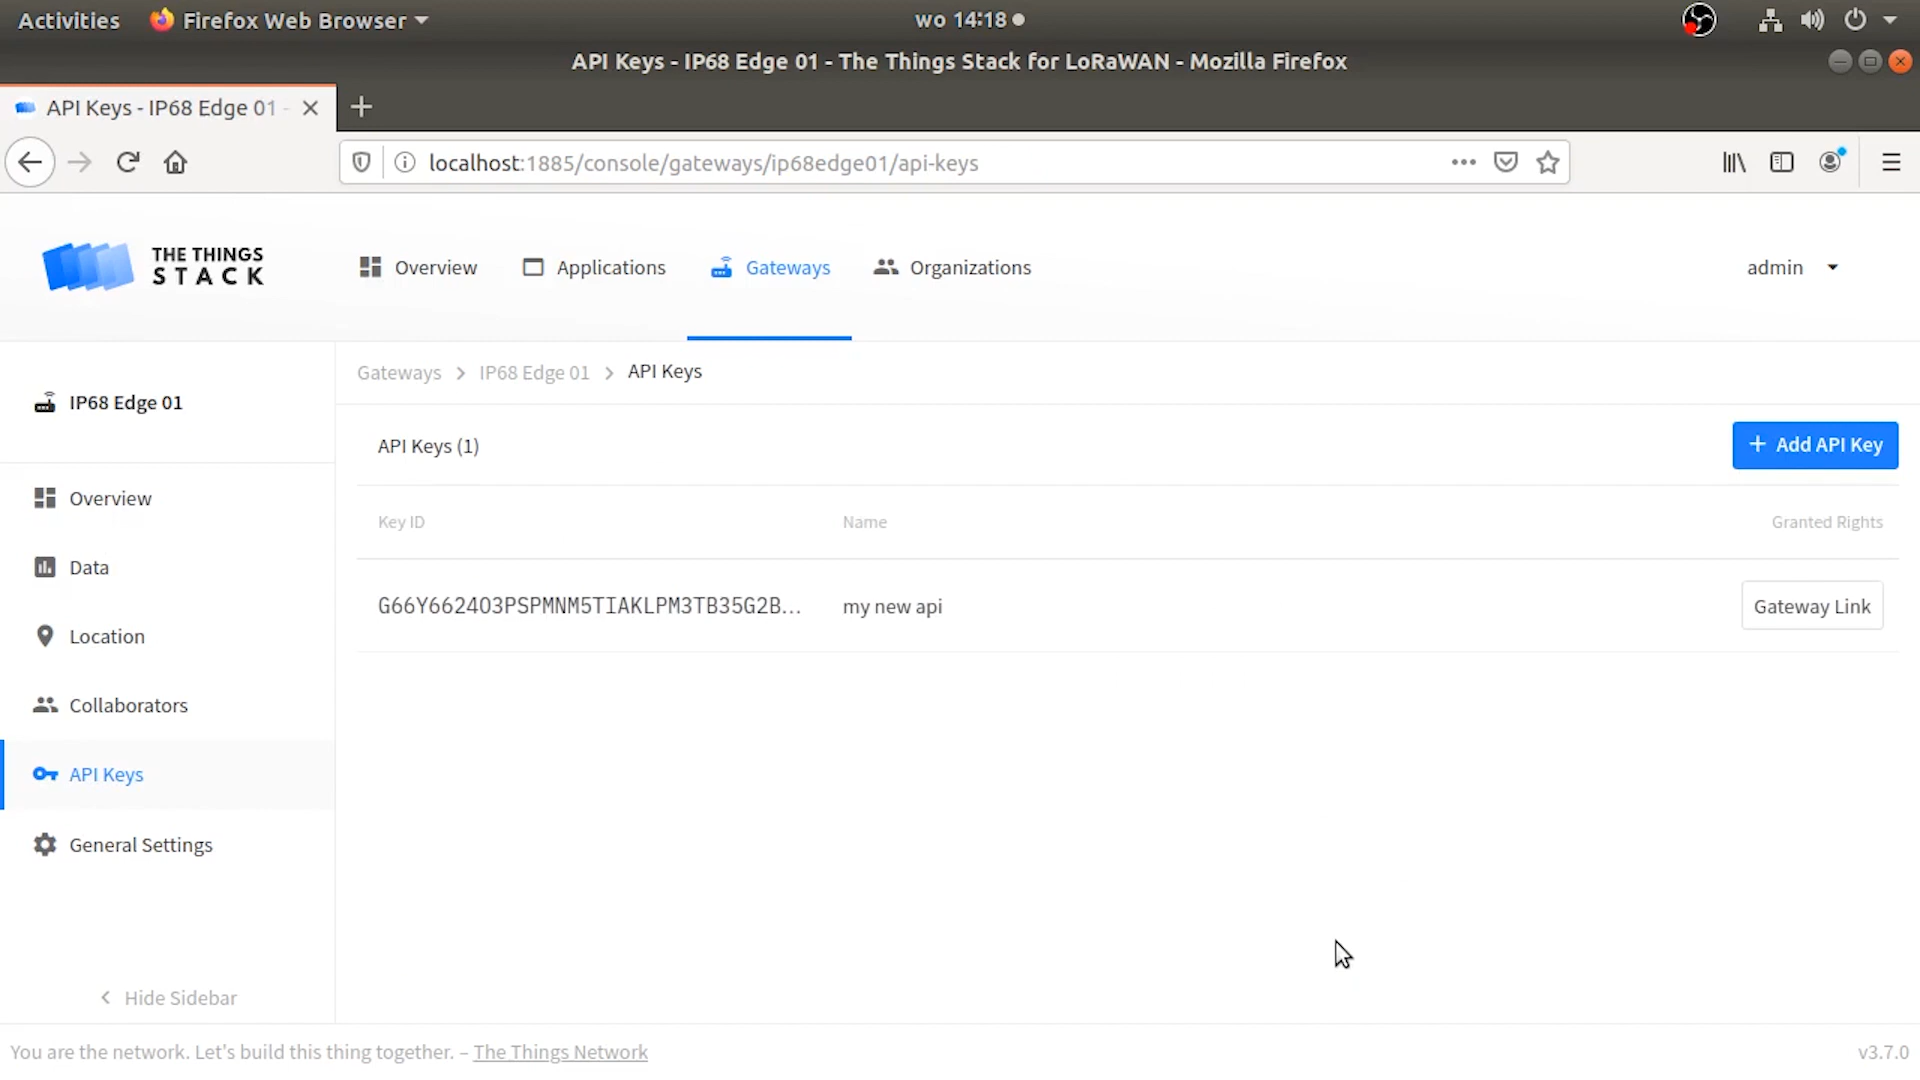 Activities
Firefox Web Browser
wo 14:18
API Keys - IP68 Edge 01 - The Things Stack for LoRaWAN - Mozilla Firefox
API Keys - IP68 Edge 01 -
localhost:1885/console/gateways/ip68edge01/api-keys
THE THINGS
STACK
Overview
Applications
Gateways
Organizations
admin
Gateways
IP68 Edge 01
API Keys
IP68 Edge 01
API Keys (1)
+ Add API Key
Key ID
Name
Granted Rights
G66Y6624O3PSPMNM5TIAKLPM3TB35G2B...
my new api
Gateway Link
Overview
Data
Location
Collaborators
API Keys
General Settings
Hide Sidebar
You are the network. Let's build this thing together. – The Things Network
v3.7.0